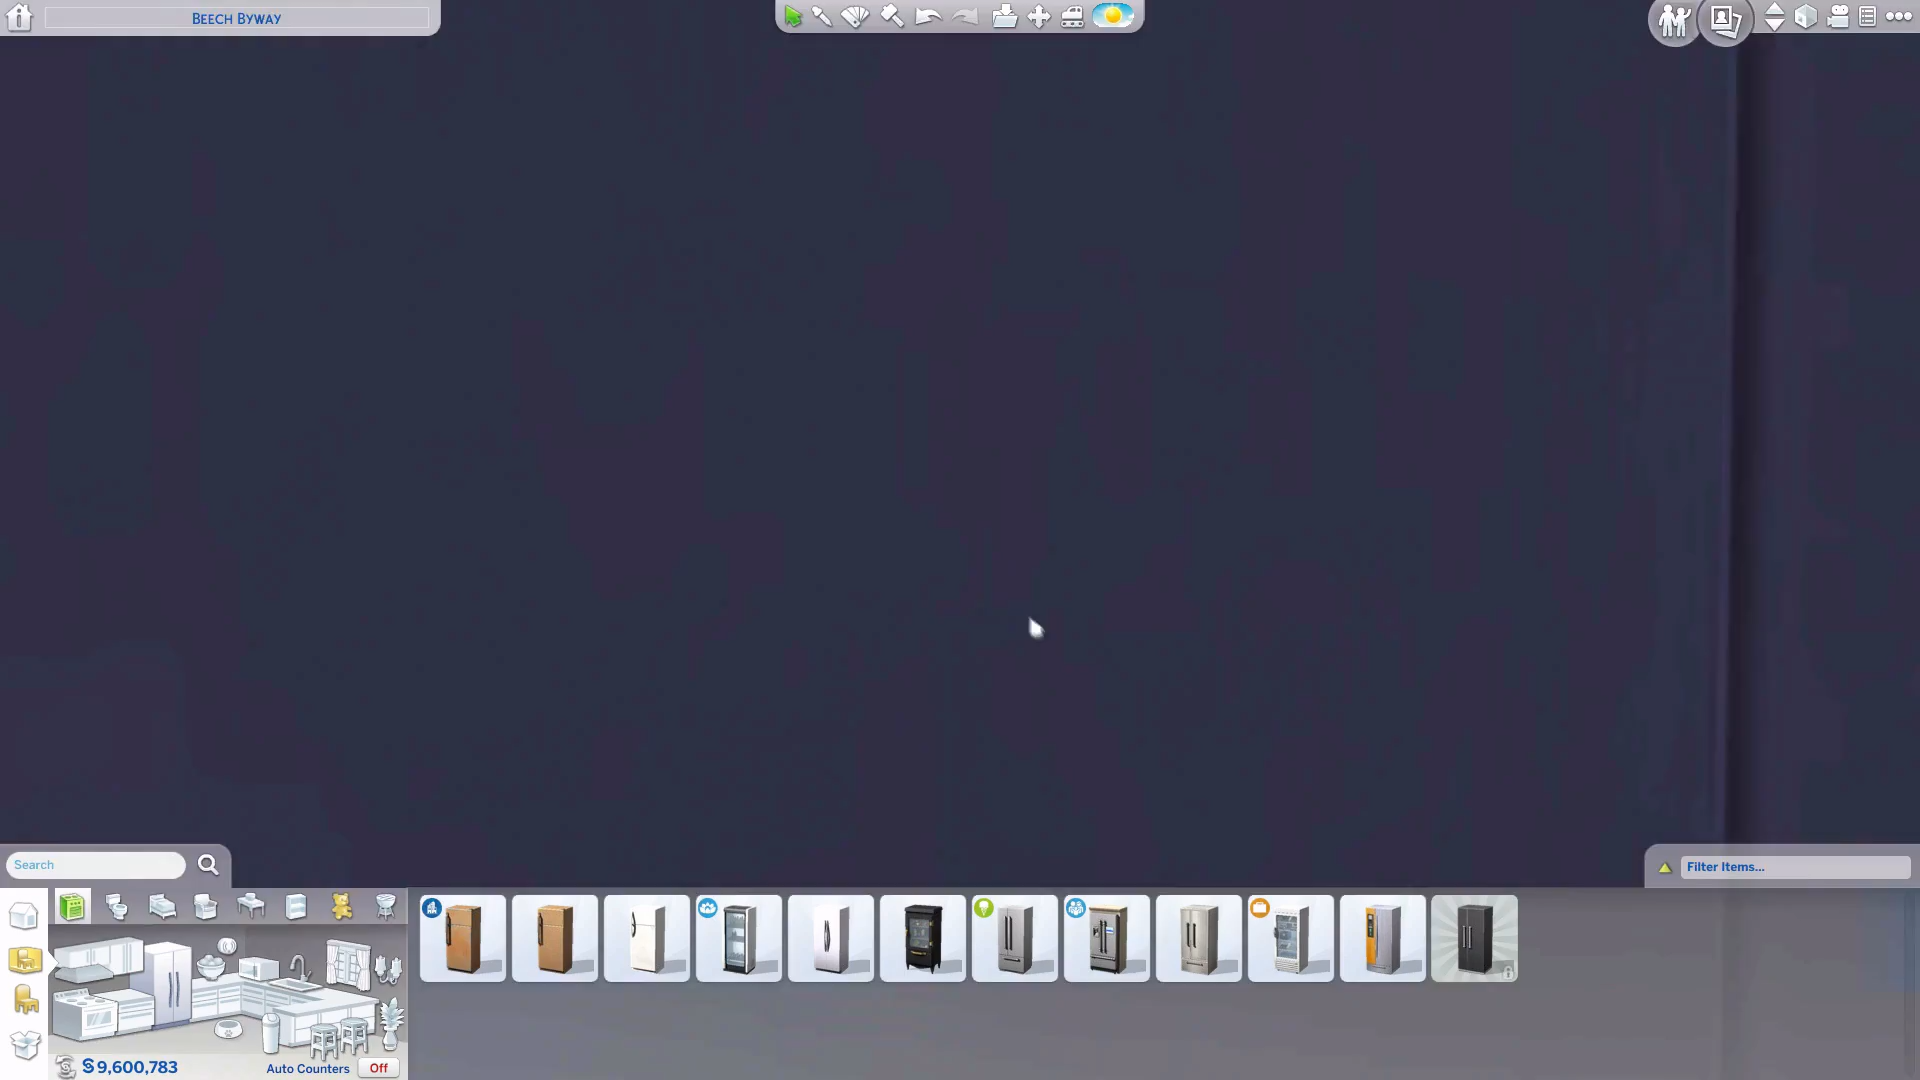 BEECH BYWAY
Search
Filter Items...
§9,600,783
Auto Counters Off